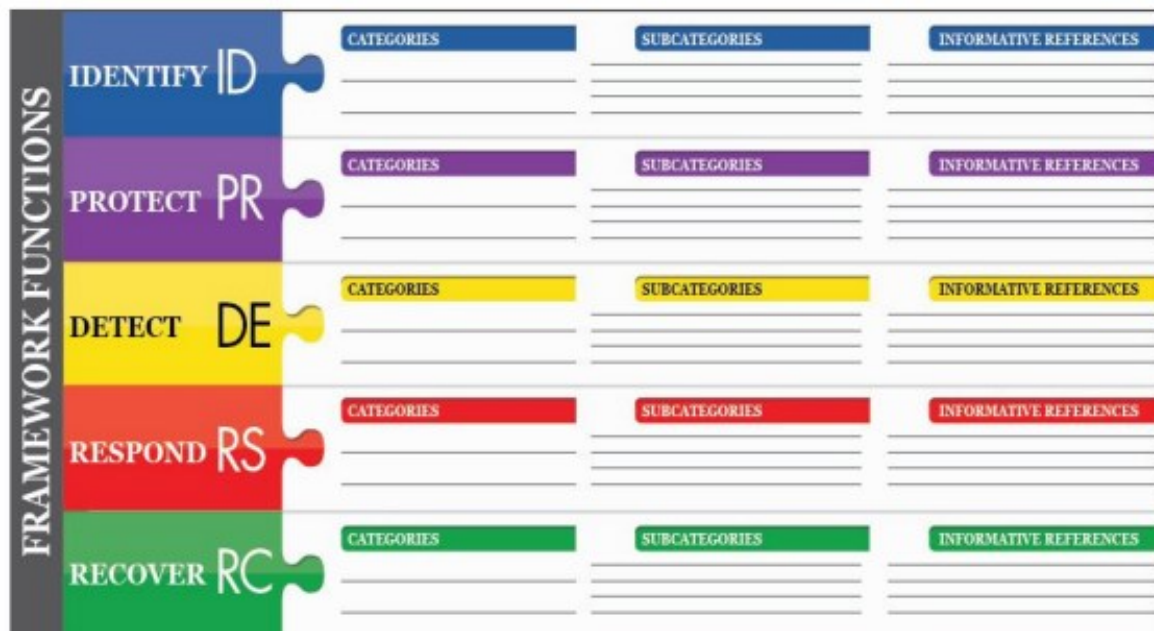 FRAMEWORK FUNCTIONS
IDENTIFY ID
CATEGORIES
SUBCATEGORIES
INFORMATIVE REFERENCES
PROTECT PR
CATEGORIES
SUBCATEGORIES
INFORMATIVE REFERENCES
DETECT DE
CATEGORIES
SUBCATEGORIES
INFORMATIVE REFERENCES
RESPOND RS
CATEGORIES
SUBCATEGORIES
INFORMATIVE REFERENCES
RECOVER RC
CATEGORIES
SUBCATEGORIES
INFORMATIVE REFERENCES